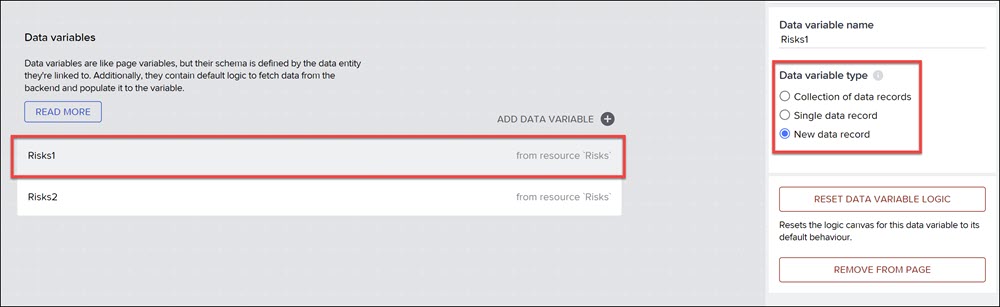 Data variables
Data variables are like page variables, but their schema is defined by the data entity
they're linked to. Additionally, they contain default logic to fetch data from the
backend and populate it to the variable.
READ MORE
ADD DATA VARIABLE
Risks1 from resource `Risks`
Risks2 from resource `Risks`
Data variable name
Risks1
Data variable type
Collection of data records
Single data record
New data record
RESET DATA VARIABLE LOGIC
Resets the logic canvas for this data variable to its
default behaviour.
REMOVE FROM PAGE